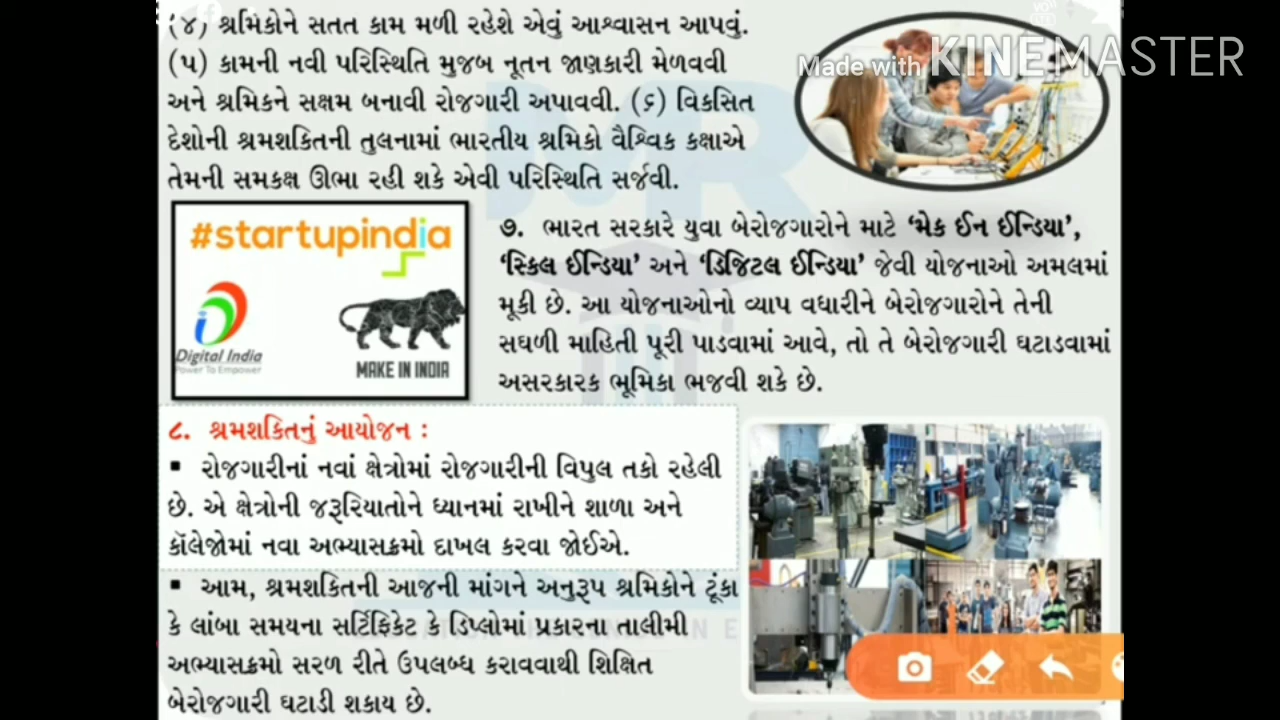 (૪) શ્રમિકોને સતત કામ મળી રહેશે એવું આશ્વાસન આપવું.
(૫) કામની નવી પરિસ્થિતિ મુજબ નૂતન જાણકારી મેળવવી
અને શ્રમિકને સક્ષમ બનાવી રોજગારી અપાવવી. (૬) વિકસિત
દેશોની શ્રમશકિતની તુલનામાં ભારતીય શ્રમિકો વૈશ્વિક કક્ષાએ
તેમની સમકક્ષ ઊભા રહી શકે એવી પરિસ્થિતિ સર્જવી.
Made with KINEMASTER
#startupindia
Digital India
Power To Empower
MAKE IN INDIA
૭. ભારત સરકારે યુવા બેરોજગારોને માટે ‘મેક ઈન ઈન્ડિયા’,
‘સ્કિલ ઈન્ડિયા’ અને ‘ડિજિટલ ઈન્ડિયા’ જેવી યોજનાઓ અમલમાં
મૂકી છે. આ યોજનાઓનો વ્યાપ વધારીને બેરોજગારોને તેની
સઘળી માહિતી પૂરી પાડવામાં આવે, તો તે બેરોજગારી ઘટાડવામાં
અસરકારક ભૂમિકા ભજવી શકે છે.
૮. શ્રમશકિતનું આયોજન :
▪ રોજગારીનાં નવાં ક્ષેત્રોમાં રોજગારીની વિપુલ તકો રહેલી
છે. એ ક્ષેત્રોની જરૂરિયાતોને ધ્યાનમાં રાખીને શાળા અને
કૉલેજોમાં નવા અભ્યાસક્રમો દાખલ કરવા જોઈએ.
▪ આમ, શ્રમશકિતની આજની માંગને અનુરૂપ શ્રમિકોને ટૂંકા
કે લાંબા સમયના સર્ટિફિકેટ કે ડિપ્લોમાં પ્રકારના તાલીમી
અભ્યાસક્રમો સરળ રીતે ઉપલબ્ધ કરાવવાથી શિક્ષિત
બેરોજગારી ઘટાડી શકાય છે.